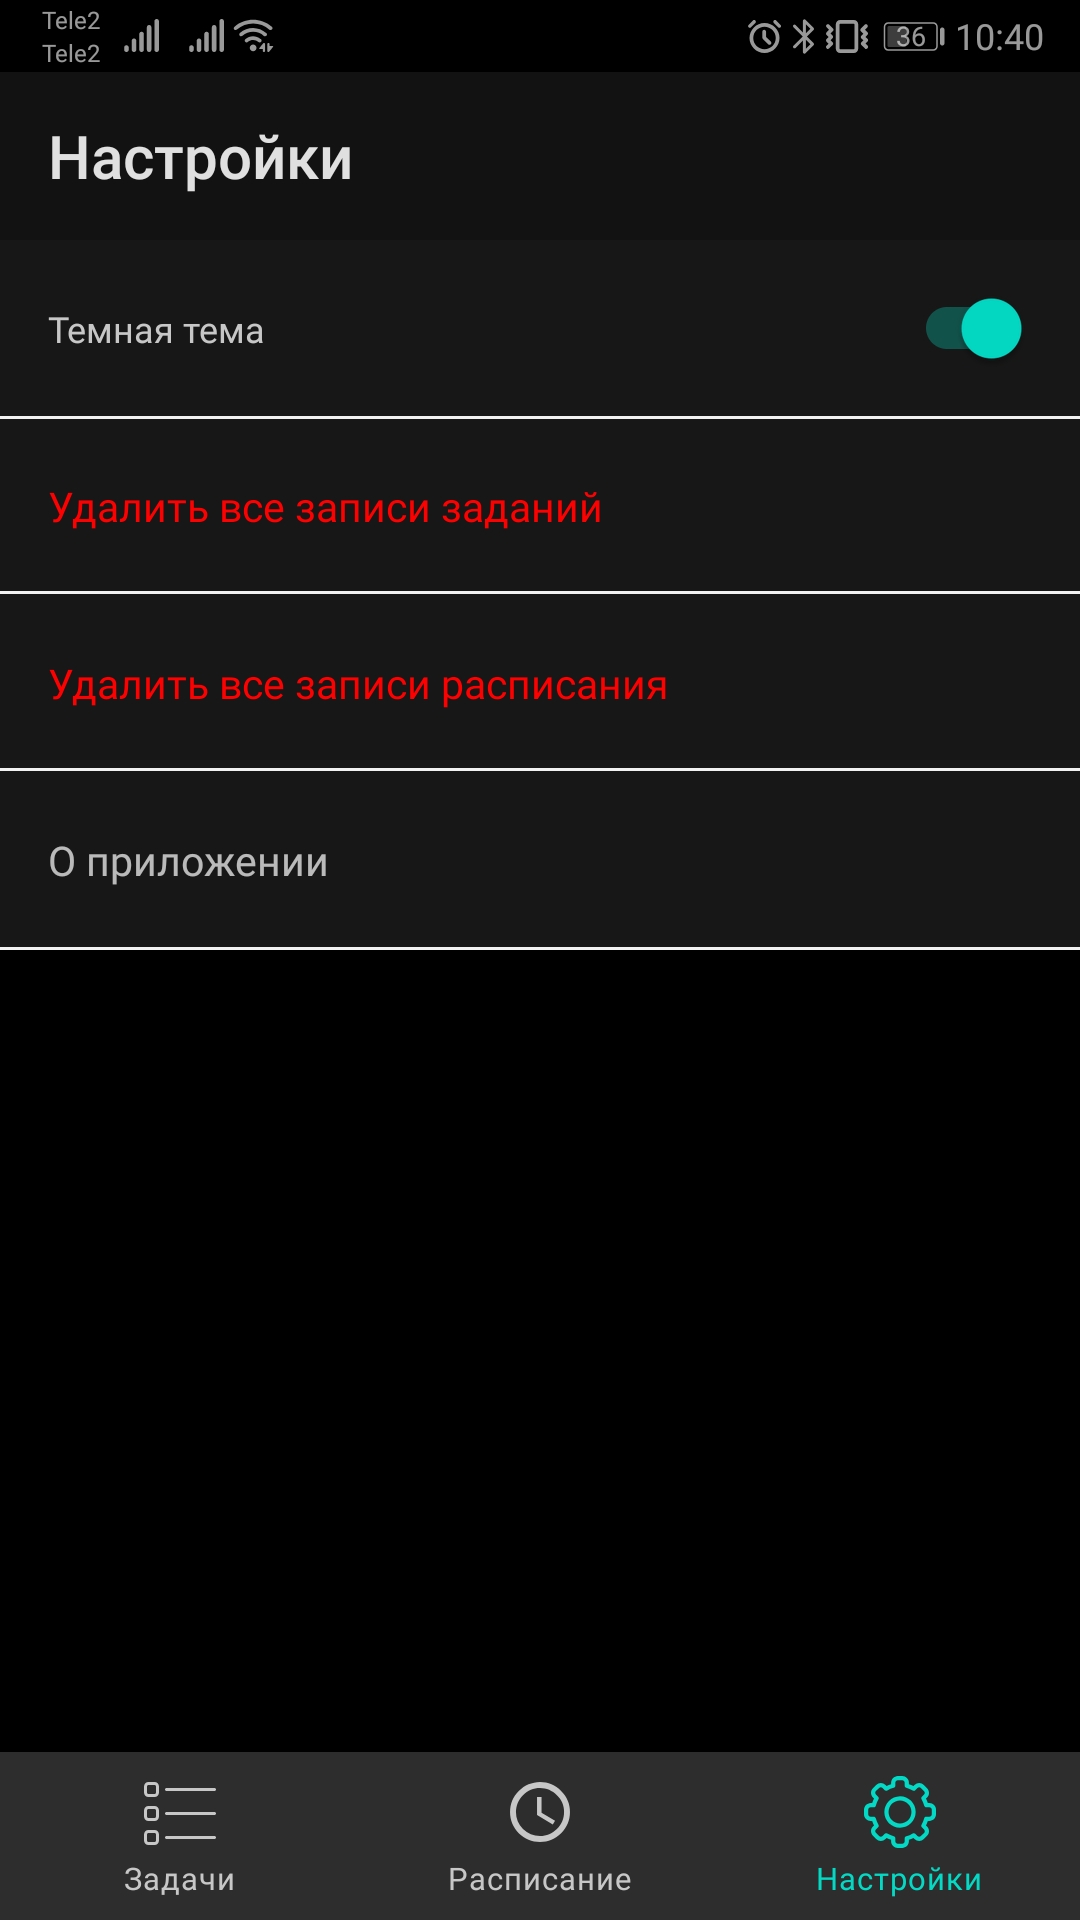 Tele2
Tele2
36 10:40
Настройки
Темная тема
Удалить все записи заданий
Удалить все записи расписания
О приложении
Задачи Расписание Настройки